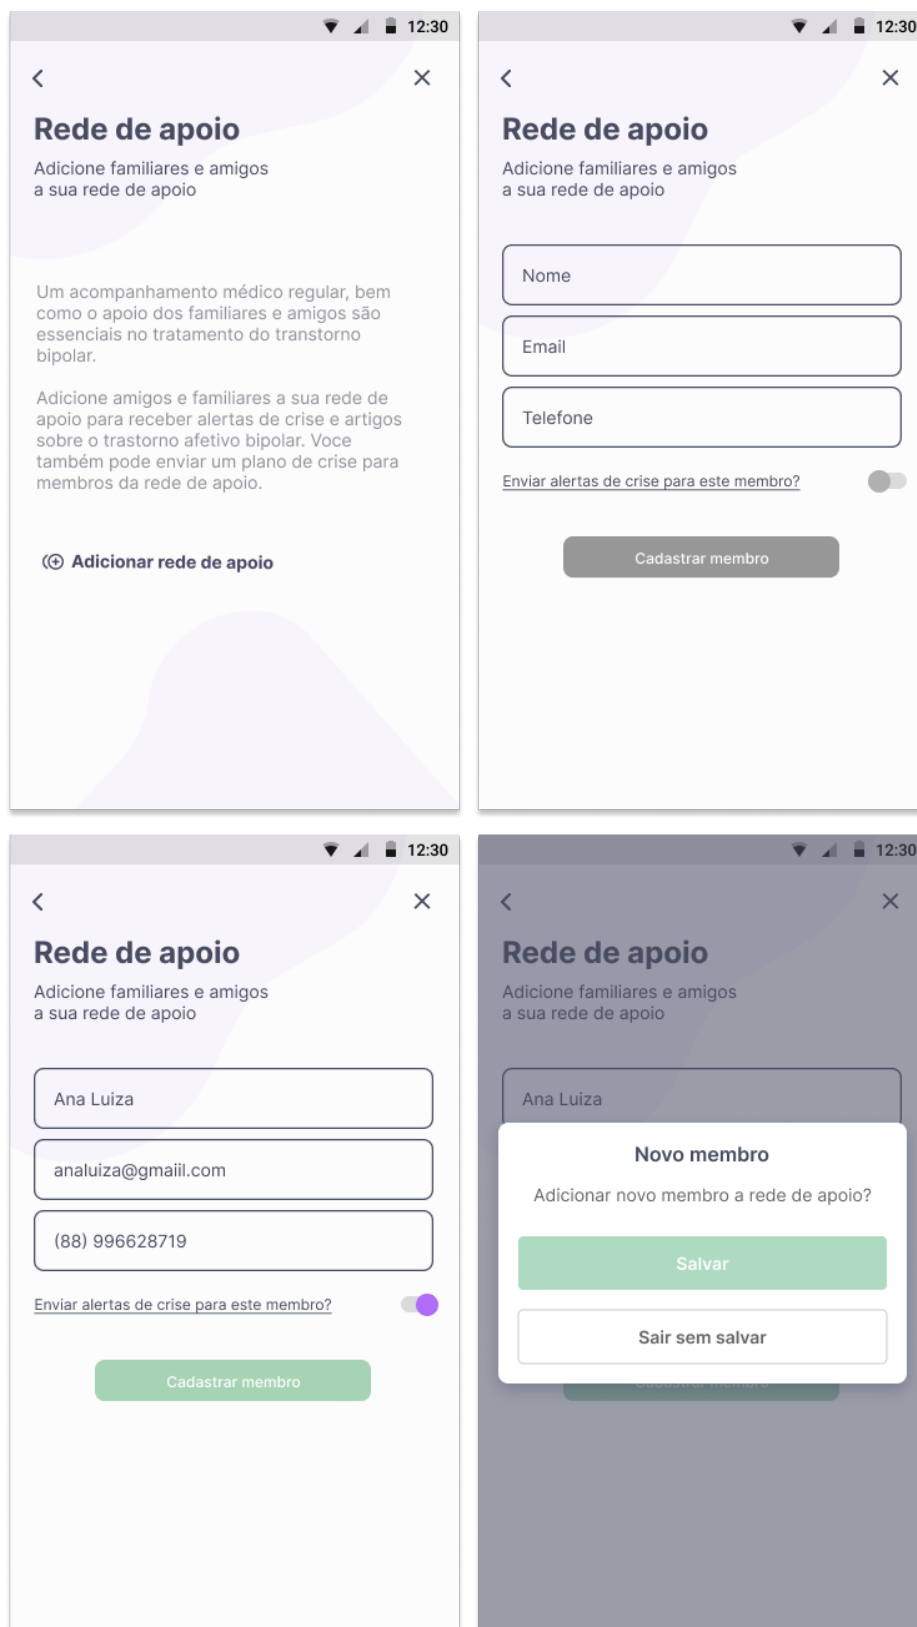 12:30
Rede de apoio
Adicione familiares e amigos
a sua rede de apoio
Um acompanhamento médico regular, bem
como o apoio dos familiares e amigos são
essenciais no tratamento do transtorno
bipolar.
Adicione amigos e familiares a sua rede de
apoio para receber alertas de crise e artigos
sobre o trastorno afetivo bipolar. Voce
também pode enviar um plano de crise para
membros da rede de apoio.
Adicionar rede de apoio
12:30
Rede de apoio
Adicione familiares e amigos
a sua rede de apoio
Nome
Email
Telefone
Enviar alertas de crise para este membro?
Cadastrar membro
12:30
Rede de apoio
Adicione familiares e amigos
a sua rede de apoio
Ana Luiza
analuiza@gmaiil.com
(88) 996628719
Enviar alertas de crise para este membro?
Cadastrar membro
12:30
Rede de apoio
Adicione familiares e amigos
a sua rede de apoio
Ana Luiza
Novo membro
Adicionar novo membro a rede de apoio?
Salvar
Sair sem salvar
Cadastrar membro